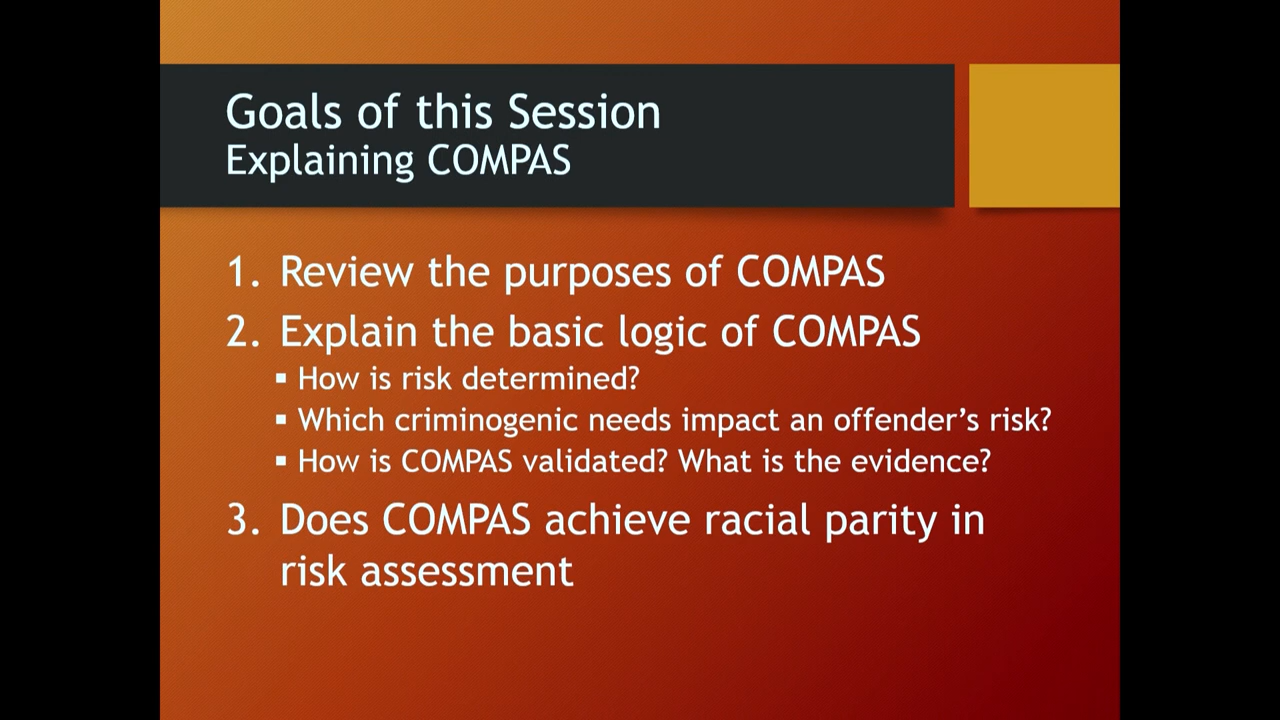 Goals of this Session
Explaining COMPAS
1. Review the purposes of COMPAS
2. Explain the basic logic of COMPAS
▪ How is risk determined?
▪ Which criminogenic needs impact an offender’s risk?
▪ How is COMPAS validated? What is the evidence?
3. Does COMPAS achieve racial parity in
risk assessment